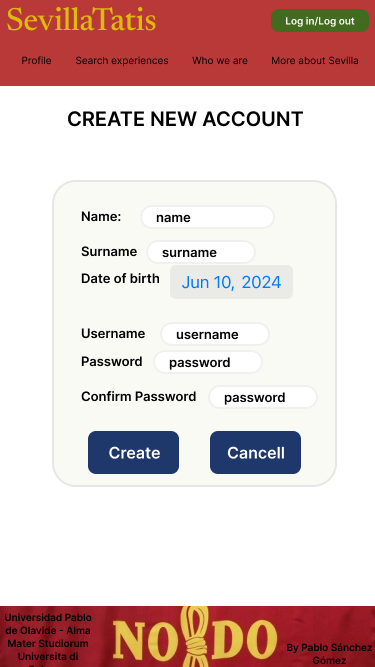 SevillaTatis
Log in/Log out
Profile Search experiences Who we are More about Sevilla
CREATE NEW ACCOUNT
Name: name
Surname surname
Date of birth Jun 10, 2024
Username username
Password password
Confirm Password password
Create Cancell
Universidad Pablo
de Olavide - Alma
Mater Studiorum
Universita di
NO DO
By Pablo Sánchez
Gómez